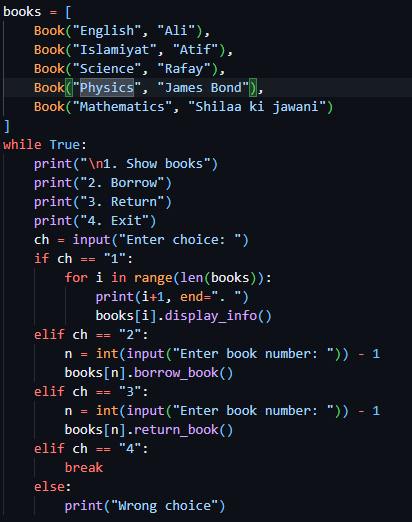 books = [
    Book("English", "Ali"),
    Book("Islamiyat", "Atif"),
    Book("Science", "Rafay"),
    Book("Physics", "James Bond"),
    Book("Mathematics", "Shilaa ki jawani")
]
while True:
    print("\n1. Show books")
    print("2. Borrow")
    print("3. Return")
    print("4. Exit")
    ch = input("Enter choice: ")
    if ch == "1":
        for i in range(len(books)):
            print(i+1, end=". ")
            books[i].display_info()
    elif ch == "2":
        n = int(input("Enter book number: ")) - 1
        books[n].borrow_book()
    elif ch == "3":
        n = int(input("Enter book number: ")) - 1
        books[n].return_book()
    elif ch == "4":
        break
    else:
        print("Wrong choice")